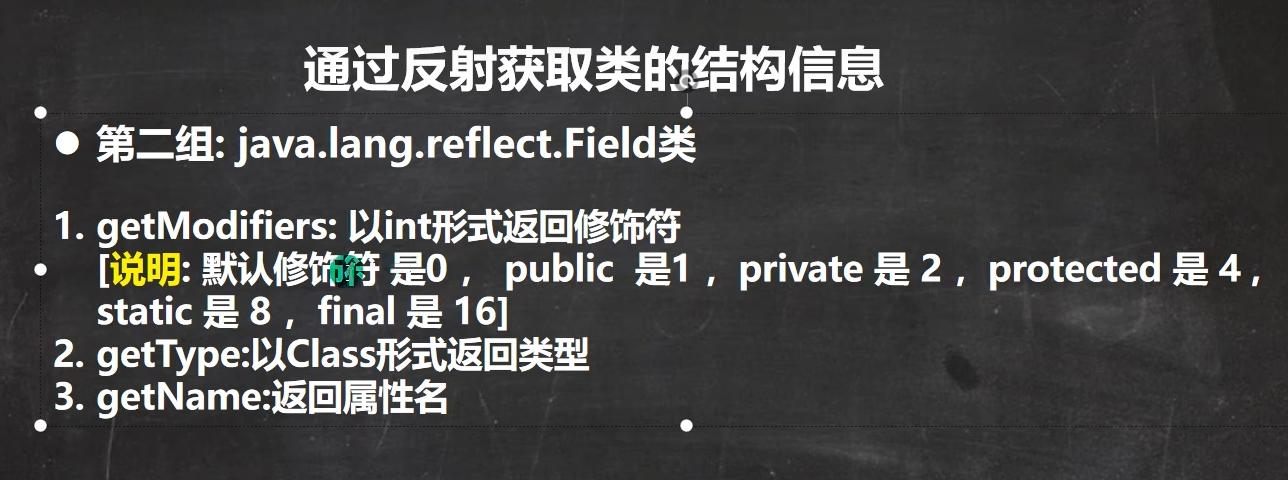 通过反射获取类的结构信息
● 第二组: java.lang.reflect.Field类
1. getModifiers: 以int形式返回修饰符
[说明: 默认修饰符 是0 ， public 是1 ，private 是 2 ，protected 是 4 ，
static 是 8 ，final 是 16]
2. getType:以Class形式返回类型
3. getName:返回属性名